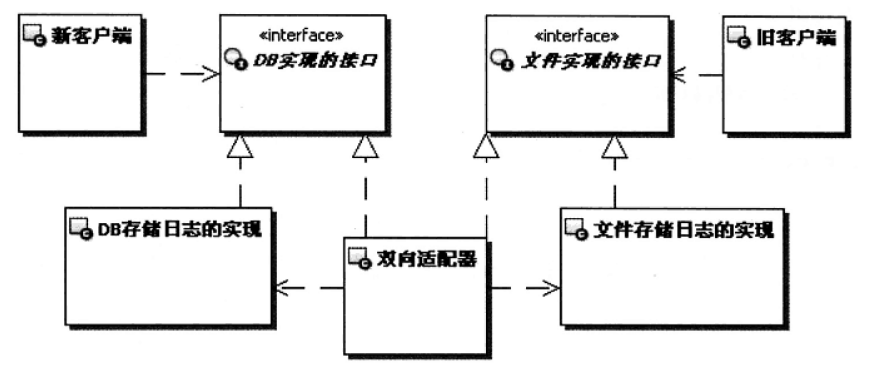 新客户端
«interface»
DB实现的接口
«interface»
文件实现的接口
旧客户端
DB存储日志的实现
双向适配器
文件存储日志的实现